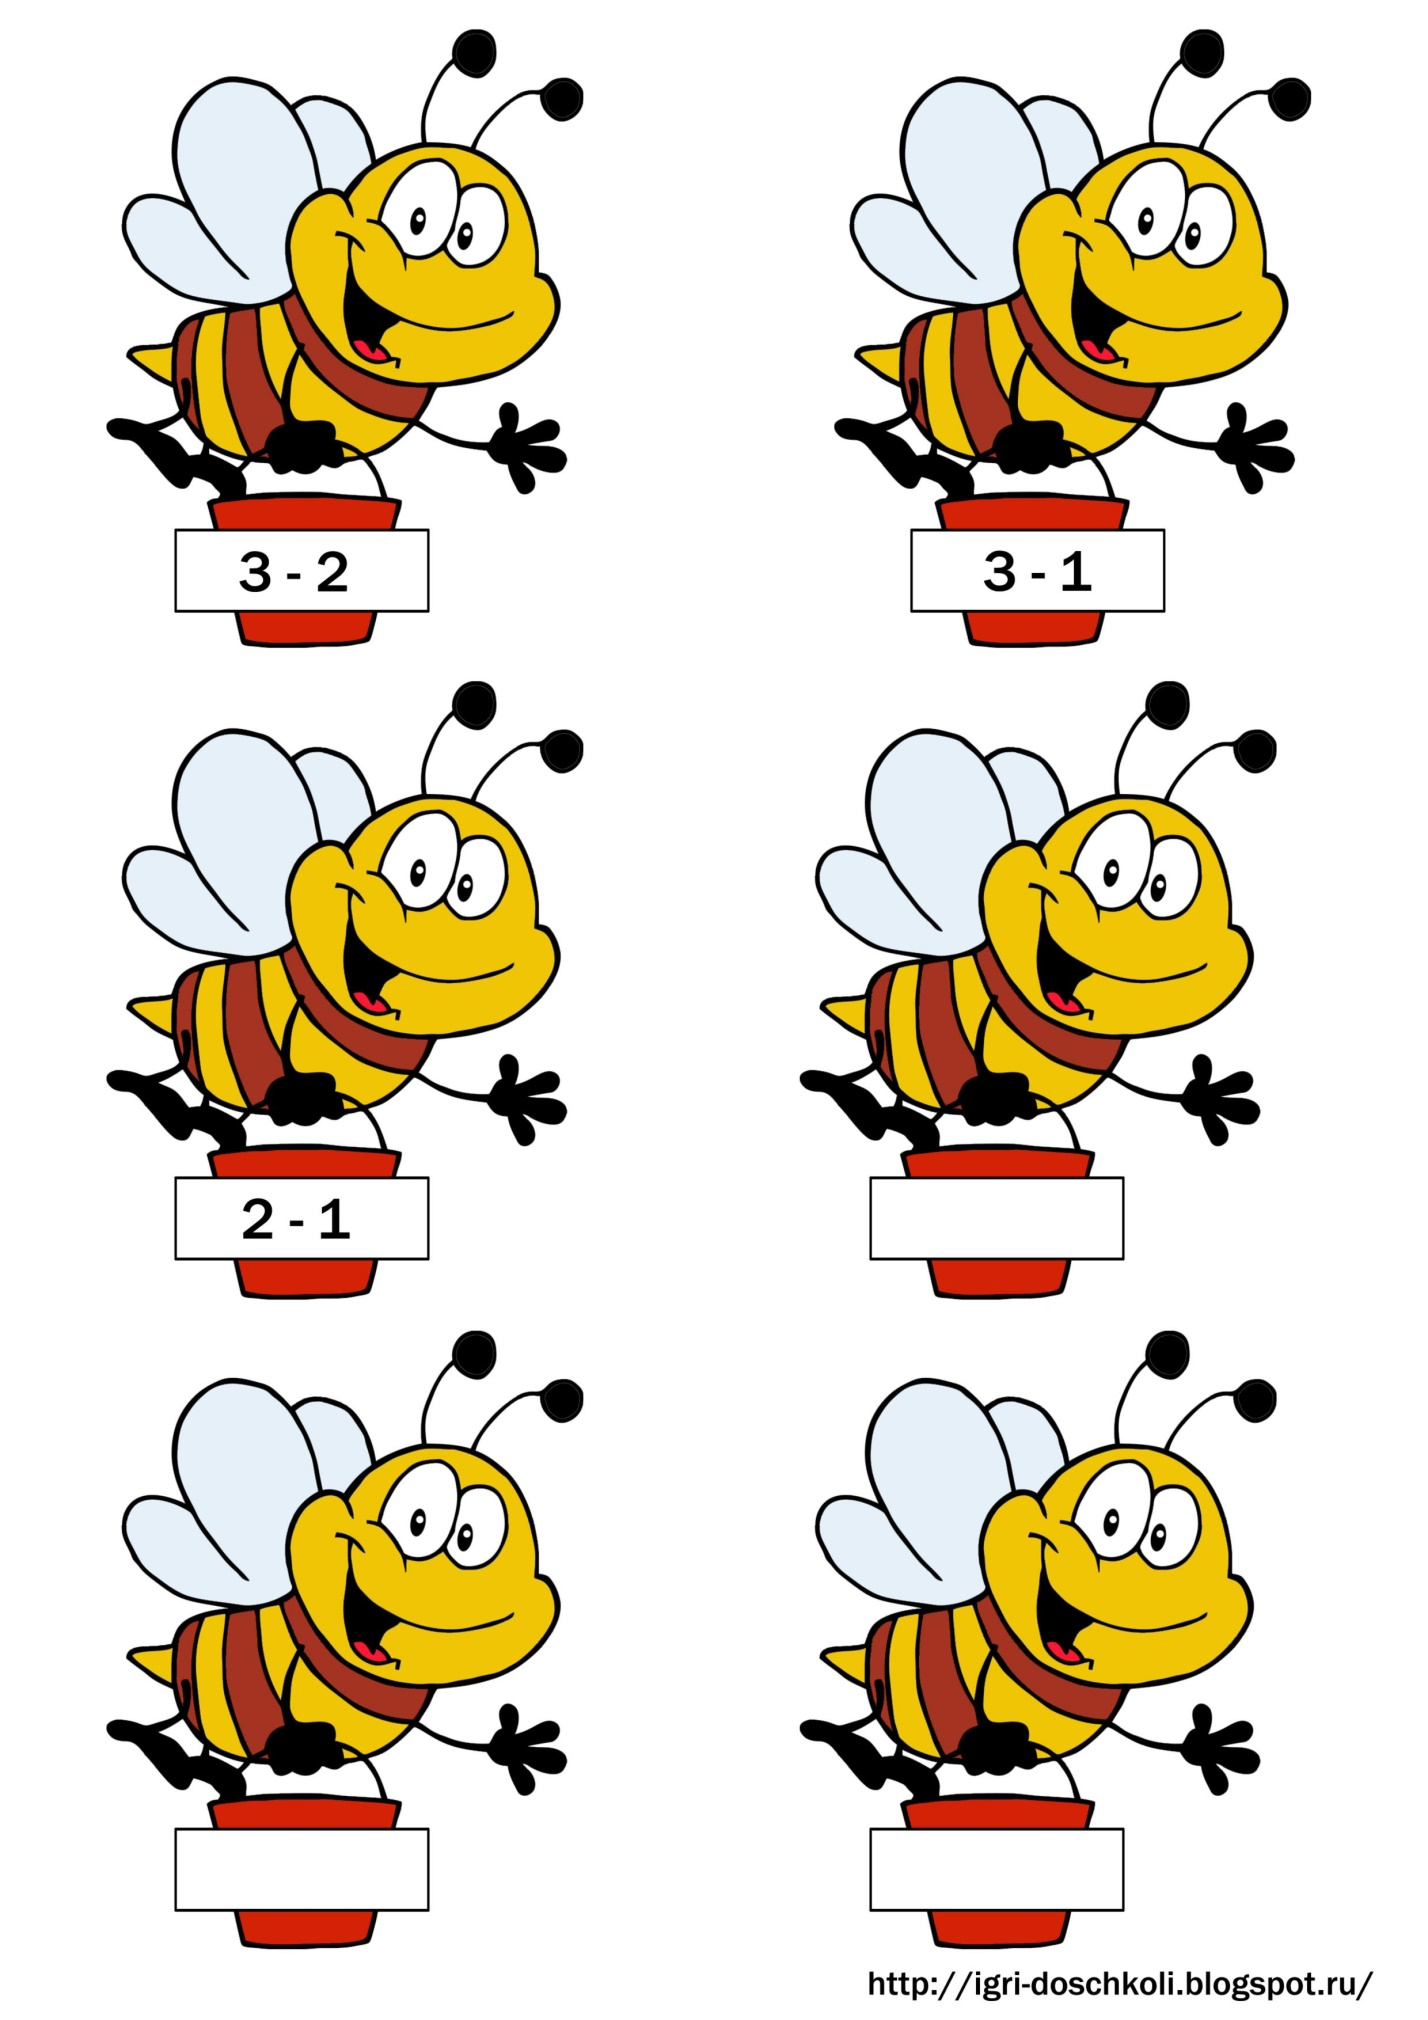 3 - 2
3 - 1
2 - 1
http://igri-doschkoli.blogspot.ru/